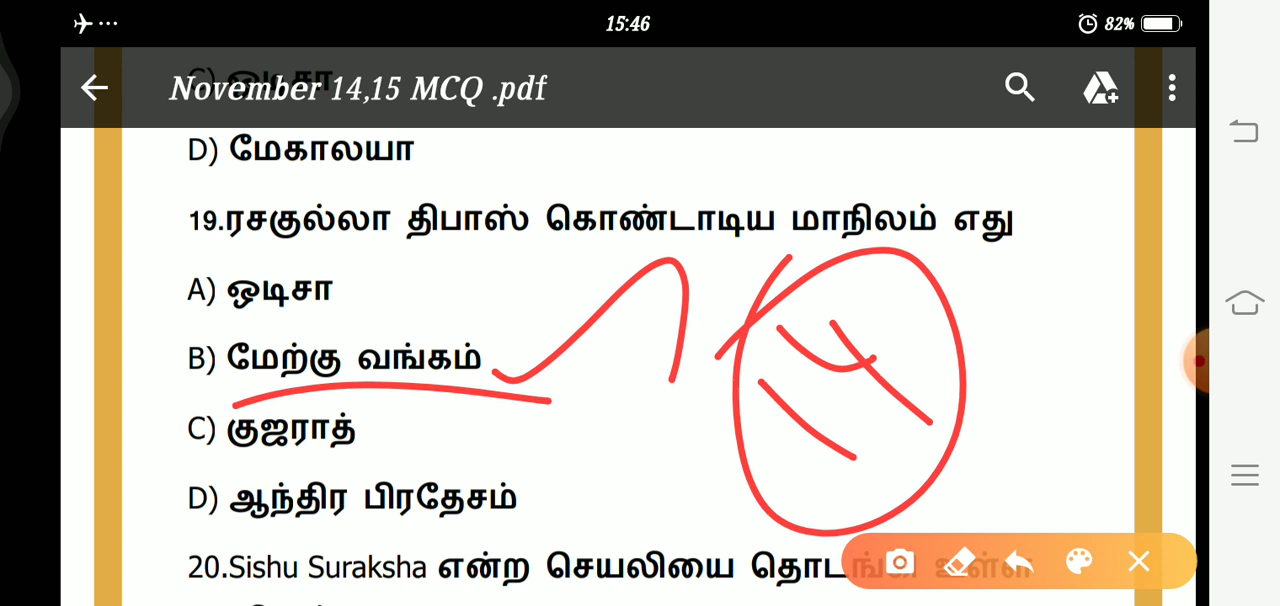 15:46
82%
November 14,15 MCQ .pdf
C) ஒடிசா
D) மேகாலயா
19.ரசகுல்லா திபாஸ் கொண்டாடிய மாநிலம் எது
A) ஒடிசா
B) மேற்கு வங்கம்
C) குஜராத்
D) ஆந்திர பிரதேசம்
20.Sishu Suraksha என்ற செயலியை